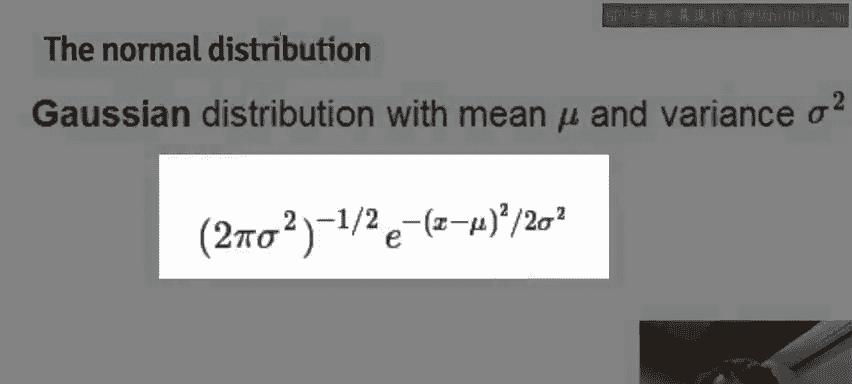 The normal distribution
Gaussian distribution with mean μ and variance σ²
(2πσ²)^{-1/2} e^{-(x-μ)²/2σ²}